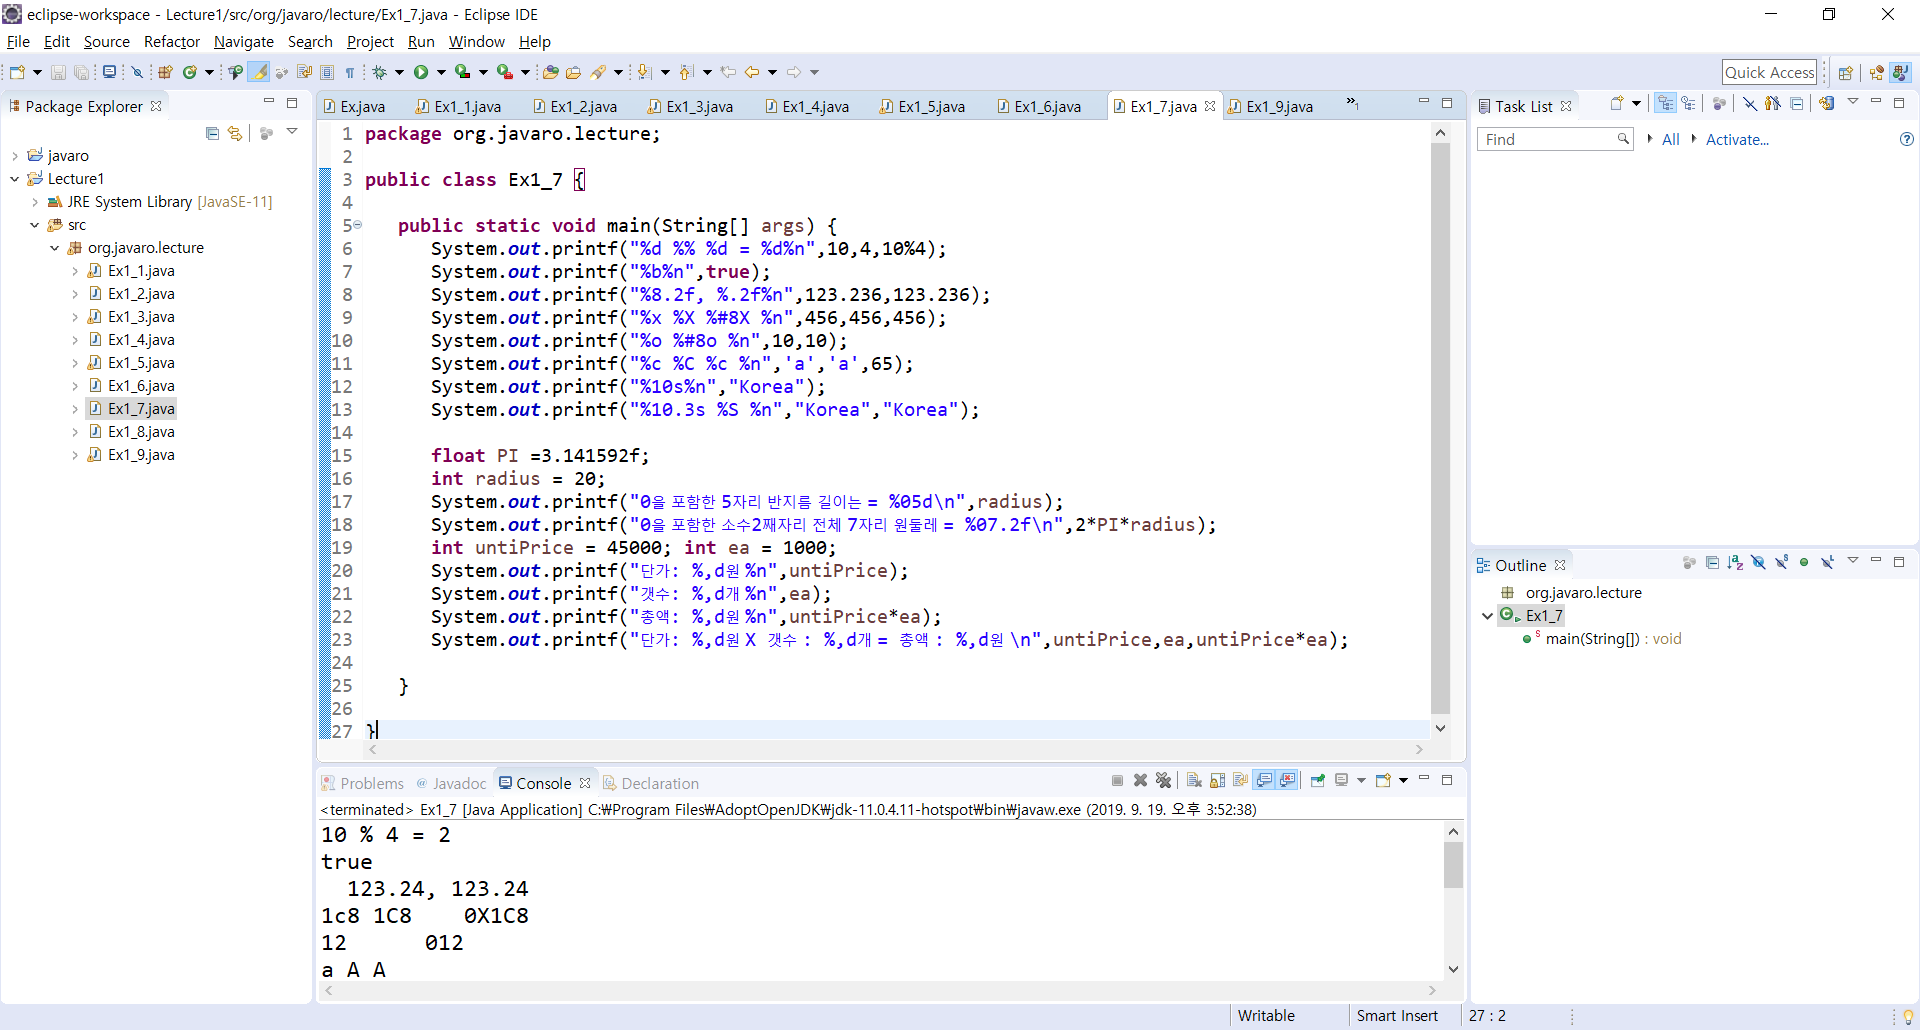 eclipse-workspace - Lecture1/src/org/javaro/lecture/Ex1_7.java - Eclipse IDE
File Edit Source Refactor Navigate Search Project Run Window Help
Quick Access
Package Explorer
javaro
Lecture1
JRE System Library [JavaSE-11]
src
org.javaro.lecture
Ex1_1.java
Ex1_2.java
Ex1_3.java
Ex1_4.java
Ex1_5.java
Ex1_6.java
Ex1_7.java
Ex1_8.java
Ex1_9.java
Ex.java Ex1_1.java Ex1_2.java Ex1_3.java Ex1_4.java Ex1_5.java Ex1_6.java Ex1_7.java Ex1_9.java »1
1 package org.javaro.lecture;
2
3 public class Ex1_7 {
4
5 public static void main(String[] args) {
6 System.out.printf("%d %% %d = %d%n",10,4,10%4);
7 System.out.printf("%b%n",true);
8 System.out.printf("%8.2f, %.2f%n",123.236,123.236);
9 System.out.printf("%x %X %#8X %n",456,456,456);
10 System.out.printf("%o %#8o %n",10,10);
11 System.out.printf("%c %C %c %n",'a','a',65);
12 System.out.printf("%10s%n","Korea");
13 System.out.printf("%10.3s %S %n","Korea","Korea");
14
15 float PI =3.141592f;
16 int radius = 20;
17 System.out.printf("0을 포함한 5자리 반지름 길이는 = %05d\n",radius);
18 System.out.printf("0을 포함한 소수2째자리 전체 7자리 원둘레 = %07.2f\n",2*PI*radius);
19 int untiPrice = 45000; int ea = 1000;
20 System.out.printf("단가: %,d원 %n",untiPrice);
21 System.out.printf("갯수: %,d개 %n",ea);
22 System.out.printf("총액: %,d원 %n",untiPrice*ea);
23 System.out.printf("단가: %,d원 X 갯수 : %,d개 = 총액 : %,d원 \n",untiPrice,ea,untiPrice*ea);
24
25 }
26
27 }
Problems @ Javadoc Console Declaration
<terminated> Ex1_7 [Java Application] C:₩Program Files₩AdoptOpenJDK₩jdk-11.0.4.11-hotspot₩bin₩javaw.exe (2019. 9. 19. 오후 3:52:38)
10 % 4 = 2
true
123.24, 123.24
1c8 1C8 0X1C8
12 012
a A A
Task List
Find All Activate...
Outline
org.javaro.lecture
Ex1_7
main(String[]) : void
Writable Smart Insert 27 : 2